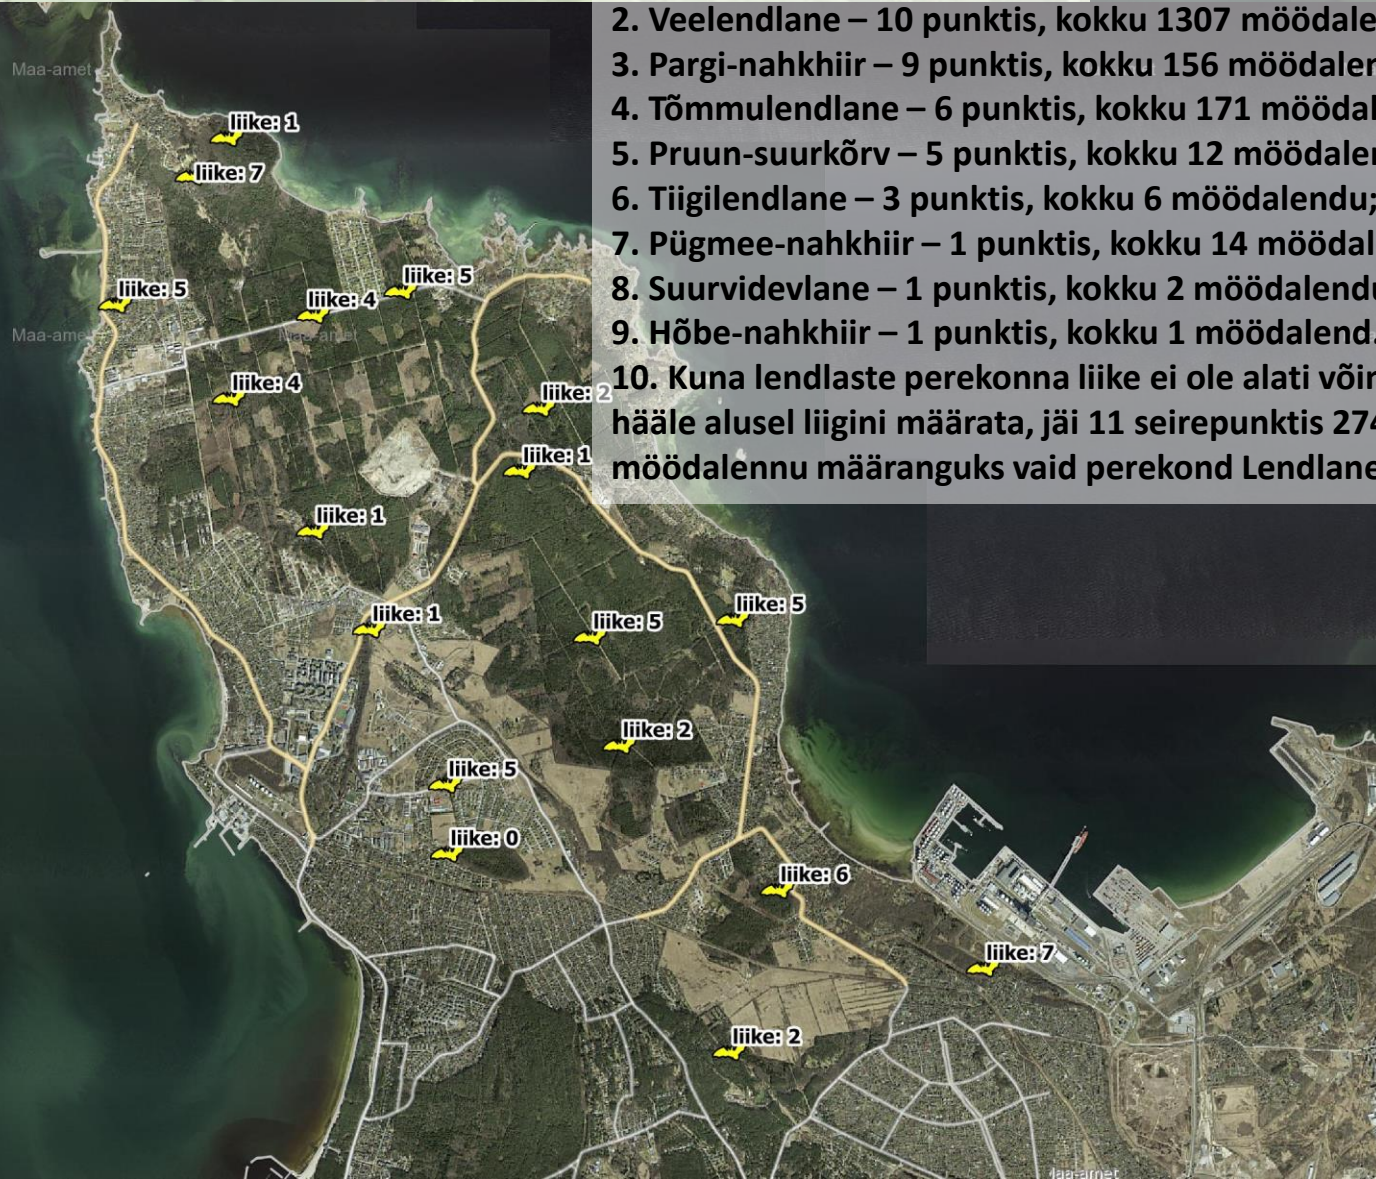 2. Veelendlane – 10 punktis, kokku 1307 möödale
3. Pargi-nahkhiir – 9 punktis, kokku 156 möödaler
4. Tõmmulendlane – 6 punktis, kokku 171 möödal
5. Pruun-suurkõrv – 5 punktis, kokku 12 möödaler
6. Tiigilendlane – 3 punktis, kokku 6 möödalendu;
7. Pügmee-nahkhiir – 1 punktis, kokku 14 möödal
8. Suurvidevlane – 1 punktis, kokku 2 möödalendu
9. Hõbe-nahkhiir – 1 punktis, kokku 1 möödalend.
10. Kuna lendlaste perekonna liike ei ole alati võir
hääle alusel liigini määrata, jäi 11 seirepunktis 274
möödalennu määranguks vaid perekond Lendlane
Maa-amet
liike: 1
liike: 7
liike: 5
liike: 5
liike: 4
Maa-amet
Maa-amet
liike: 4
liike: 2
liike: 1
liike: 1
liike: 5
liike: 1
liike: 5
liike: 2
liike: 5
liike: 0
liike: 6
liike: 7
liike: 2
Maa-amet